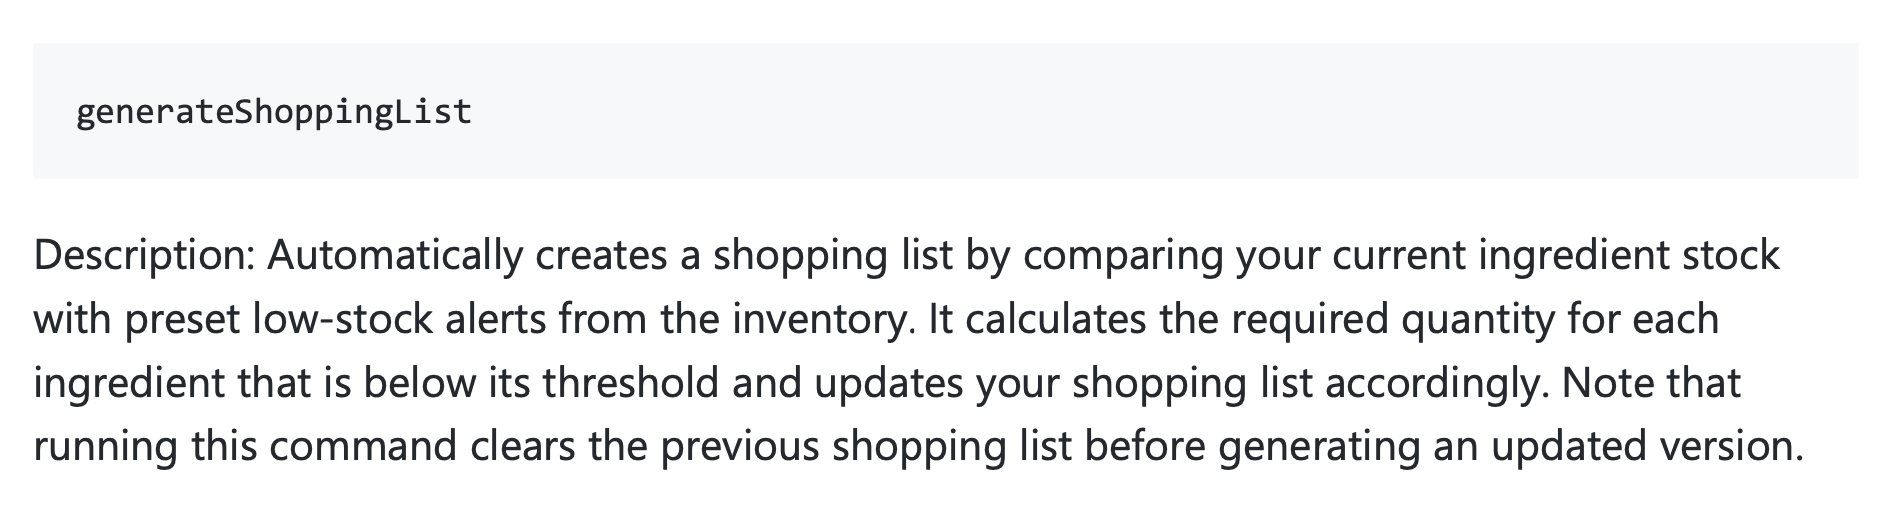 generateShoppingList
Description: Automatically creates a shopping list by comparing your current ingredient stock
with preset low-stock alerts from the inventory. It calculates the required quantity for each
ingredient that is below its threshold and updates your shopping list accordingly. Note that
running this command clears the previous shopping list before generating an updated version.